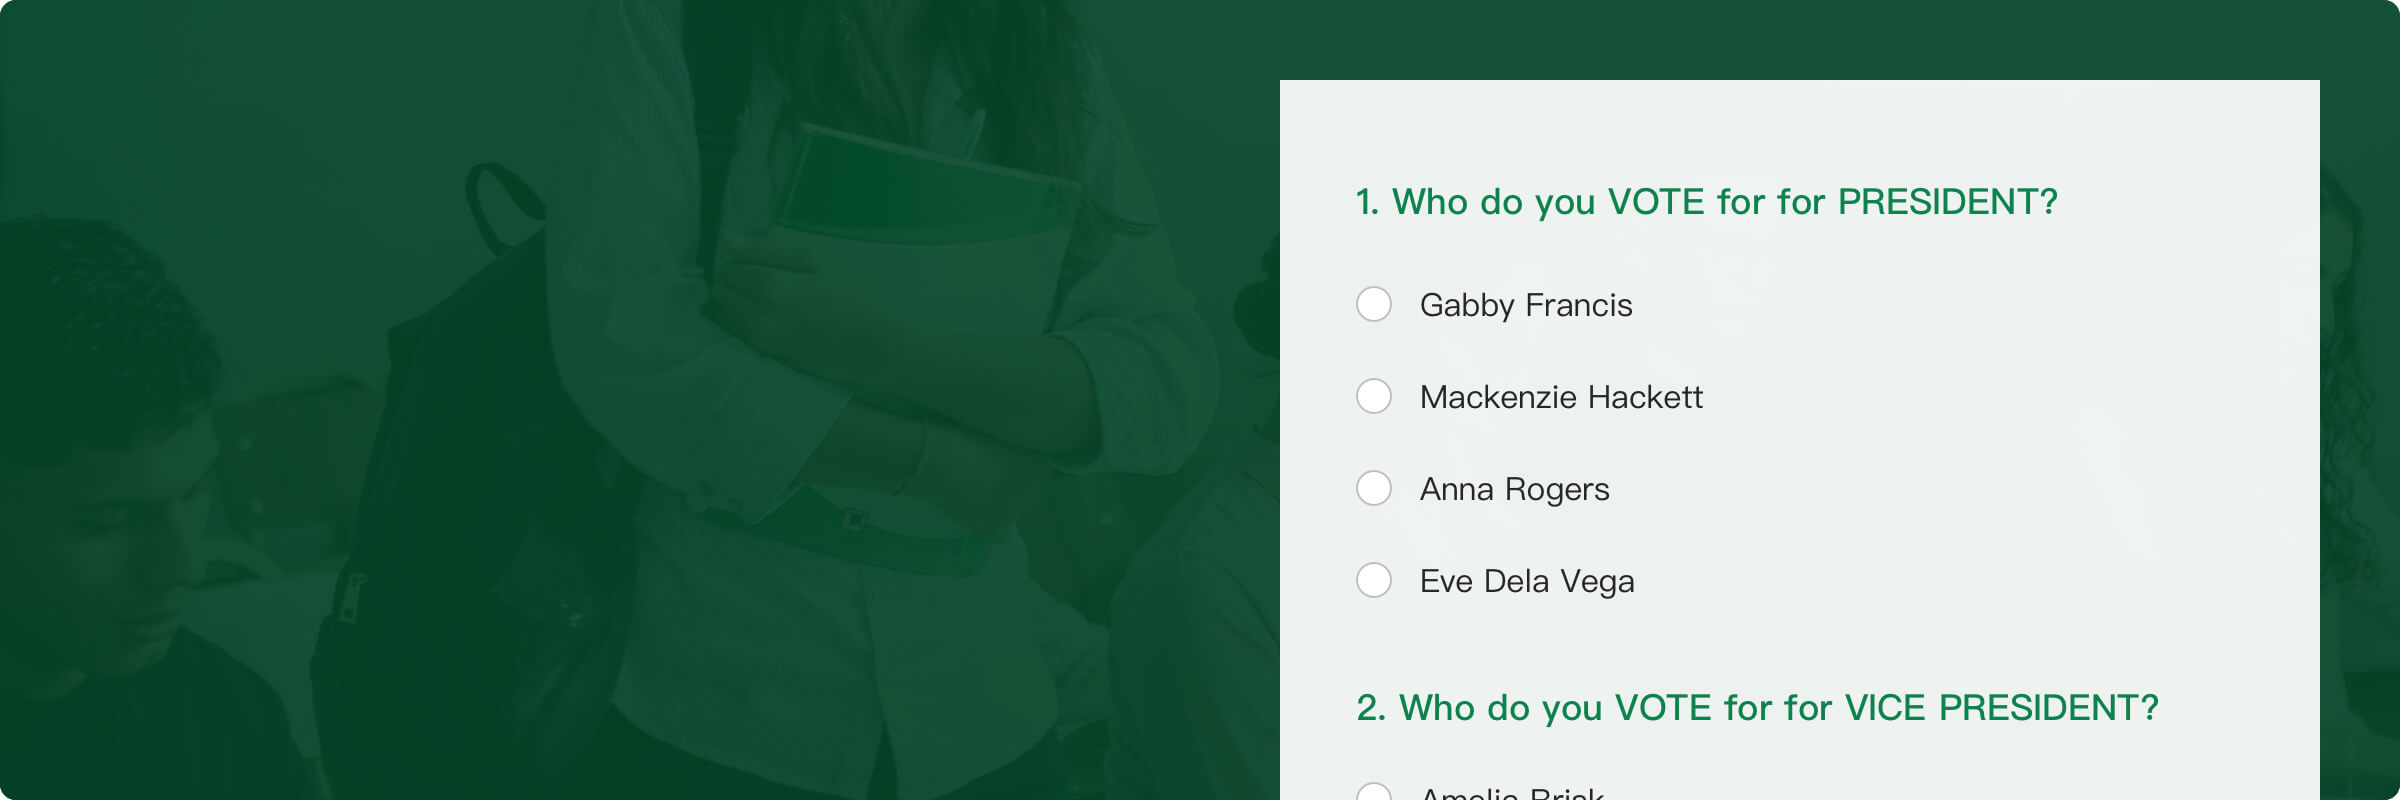 1. Who do you VOTE for for PRESIDENT?
Gabby Francis
Mackenzie Hackett
Anna Rogers
Eve Dela Vega
2. Who do you VOTE for for VICE PRESIDENT?
Amelia